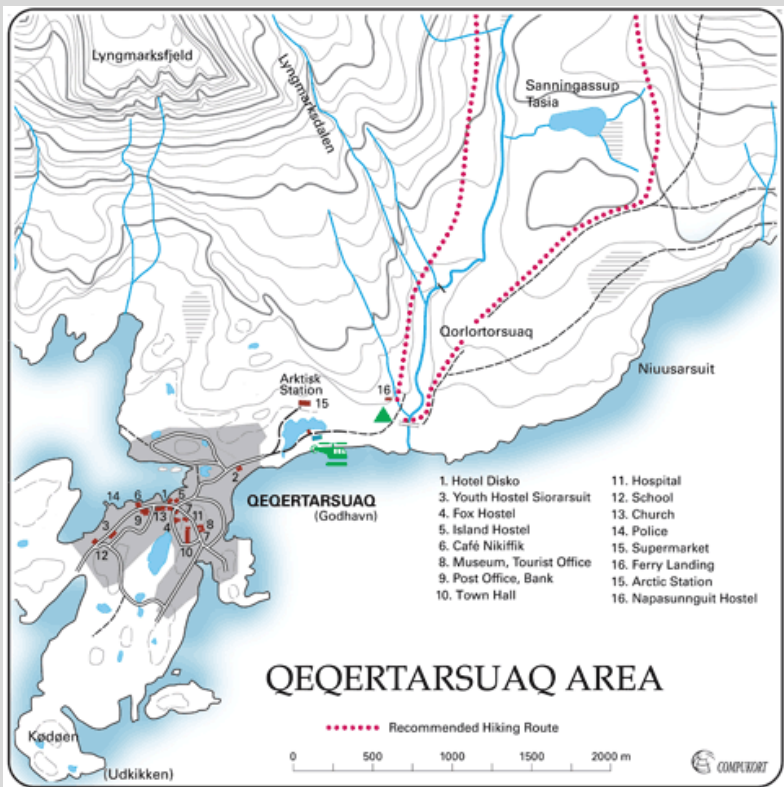 Lyngmarksfjeld
Lyngmarksdalen
Sanningassup
Tasia
Qorlortorsuaq
Niuusarsuit
Arktisk
Station
15
16
2
QEQERTARSUAQ
(Godhavn)
14
6
1
5
3
9
13
4
7
11
8
7
12
10
1. Hotel Disko
3. Youth Hostel Siorarsuit
4. Fox Hostel
5. Island Hostel
6. Café Nikiffik
8. Museum, Tourist Office
9. Post Office, Bank
10. Town Hall
11. Hospital
12. School
13. Church
14. Police
15. Supermarket
16. Ferry Landing
15. Arctic Station
16. Napasunnguit Hostel
QEQERTARSUAQ AREA
Recommended Hiking Route
0 500 1000 1500 2000 m
Kødøen
(Udkikken)
COMPUKORT